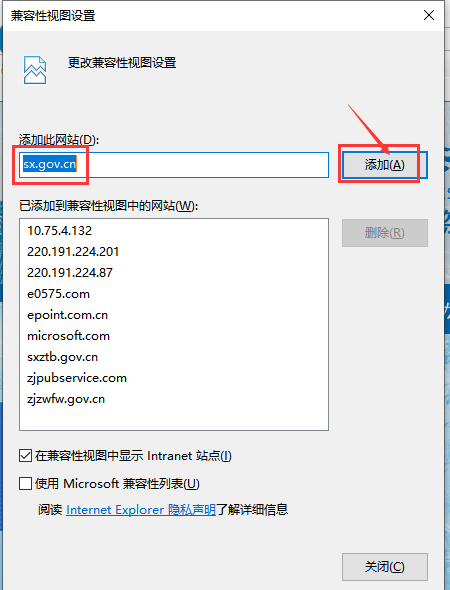 兼容性视图设置
更改兼容性视图设置
添加此网站(D):
sx.gov.cn
添加(A)
已添加到兼容性视图中的网站(W):
10.75.4.132
删除(R)
220.191.224.201
220.191.224.87
e0575.com
epoint.com.cn
microsoft.com
sxztb.gov.cn
zjpubservice.com
zjzwfw.gov.cn
在兼容性视图中显示 Intranet 站点(I)
使用 Microsoft 兼容性列表(U)
阅读 Internet Explorer 隐私声明了解详细信息
关闭(C)